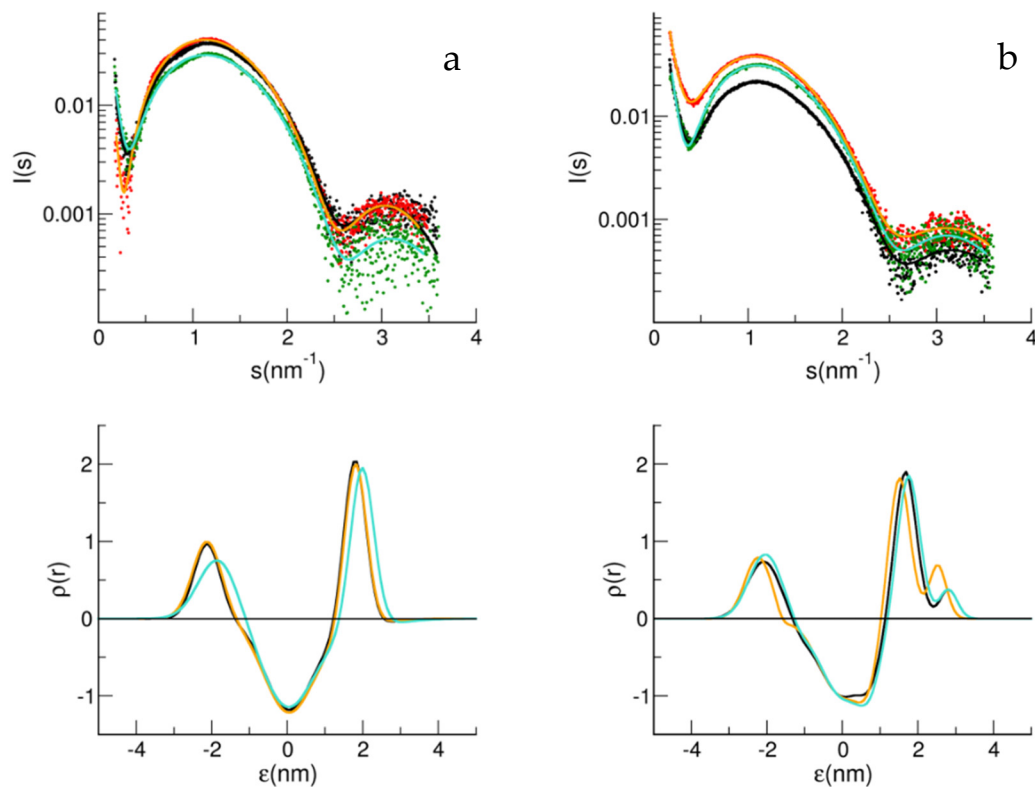 a
b
0.01
0.001
I(s)
0 1 2 3 4
s(nm⁻¹)
0.01
0.001
I(s)
0 1 2 3 4
s(nm⁻¹)
2
1
0
-1
ρ(r)
-4 -2 0 2 4
ε(nm)
2
1
0
-1
ρ(r)
-4 -2 0 2 4
ε(nm)